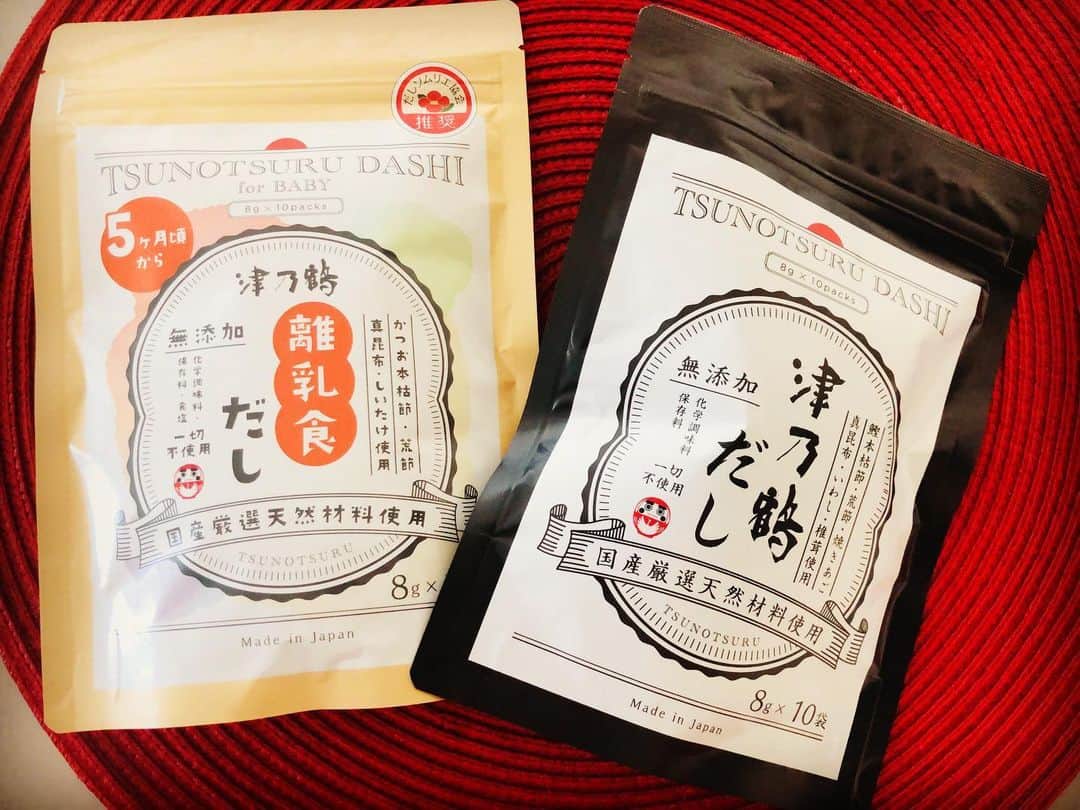 だしソムリエ協会
推奨
TSUNOTSURU DASHI
for BABY
8g×10packs
5ヶ月頃
から
津乃鶴
離乳食
だし
かつお本枯節・荒節
真昆布・しいたけ使用
無添加
化学調味料・
保存料・食塩
一切
不使用
国産厳選天然材料使用
TSUNOTSURU
8g×
Made in Japan
TSUNOTSURU DASHI
8g×10packs
津乃鶴
だし
鰹本枯節・荒節・焼きあご
真昆布・いわし・椎茸使用
無添加
化学調味料
保存料
一切
不使用
国産厳選天然材料使用
TSUNOTSURU
8g×10袋
Made in Japan